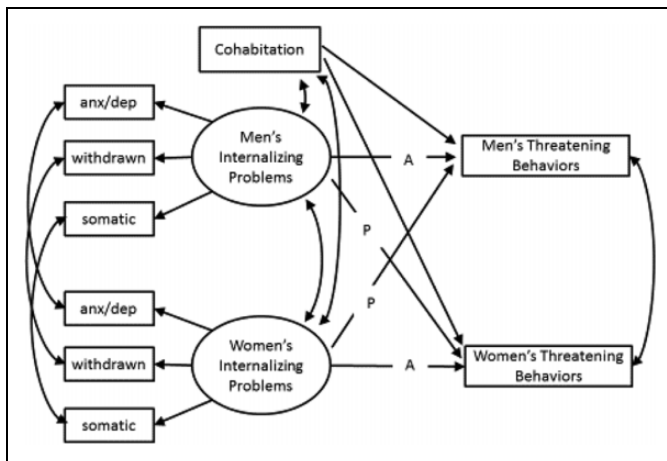 Cohabitation
anx/dep
withdrawn
somatic
Men's
Internalizing
Problems
A
Men's Threatening
Behaviors
P
P
anx/dep
withdrawn
somatic
Women's
Internalizing
Problems
A
Women's Threatening
Behaviors